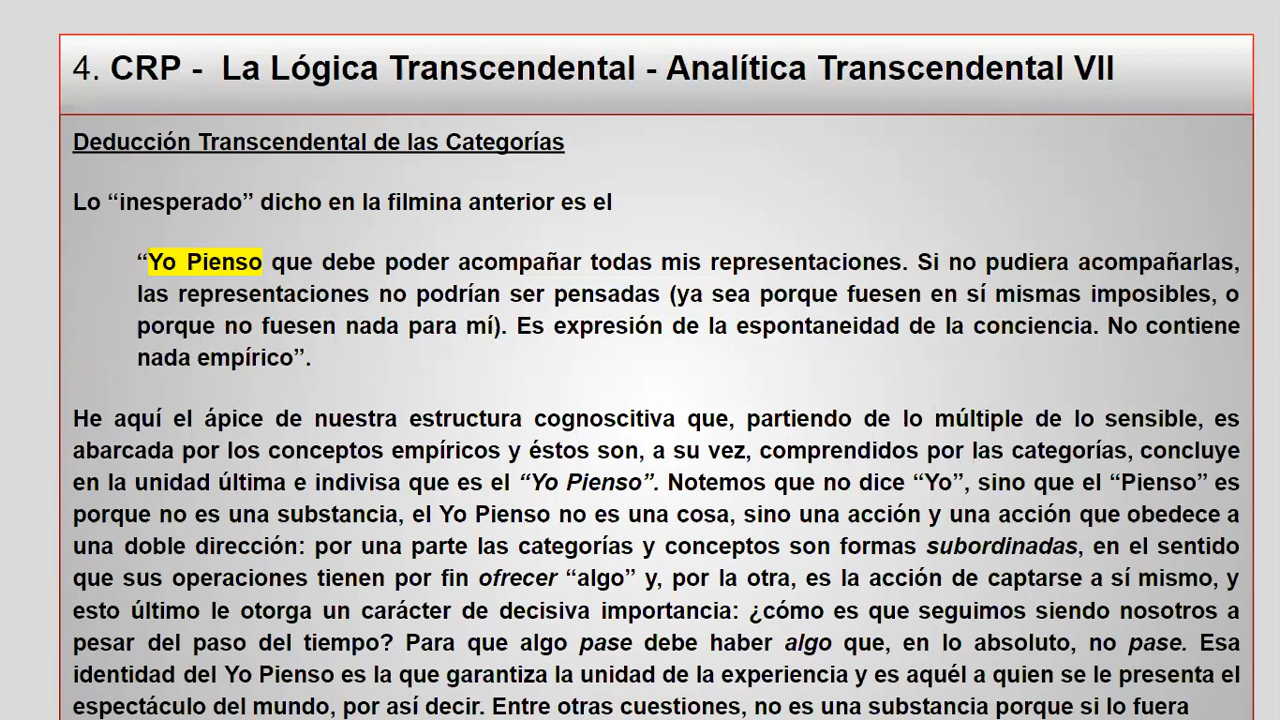 4. CRP - La Lógica Transcendental - Analítica Transcendental VII
Deducción Transcendental de las Categorías
Lo “inesperado” dicho en la filmina anterior es el
“Yo Pienso que debe poder acompañar todas mis representaciones. Si no pudiera acompañarlas,
las representaciones no podrían ser pensadas (ya sea porque fuesen en sí mismas imposibles, o
porque no fuesen nada para mí). Es expresión de la espontaneidad de la conciencia. No contiene
nada empírico”.
He aquí el ápice de nuestra estructura cognoscitiva que, partiendo de lo múltiple de lo sensible, es
abarcada por los conceptos empíricos y éstos son, a su vez, comprendidos por las categorías, concluye
en la unidad última e indivisa que es el “Yo Pienso”. Notemos que no dice “Yo”, sino que el “Pienso” es
porque no es una substancia, el Yo Pienso no es una cosa, sino una acción y una acción que obedece a
una doble dirección: por una parte las categorías y conceptos son formas subordinadas, en el sentido
que sus operaciones tienen por fin ofrecer “algo” y, por la otra, es la acción de captarse a sí mismo, y
esto último le otorga un carácter de decisiva importancia: ¿cómo es que seguimos siendo nosotros a
pesar del paso del tiempo? Para que algo pase debe haber algo que, en lo absoluto, no pase. Esa
identidad del Yo Pienso es la que garantiza la unidad de la experiencia y es aquél a quien se le presenta el
espectáculo del mundo, por así decir. Entre otras cuestiones, no es una substancia porque si lo fuera